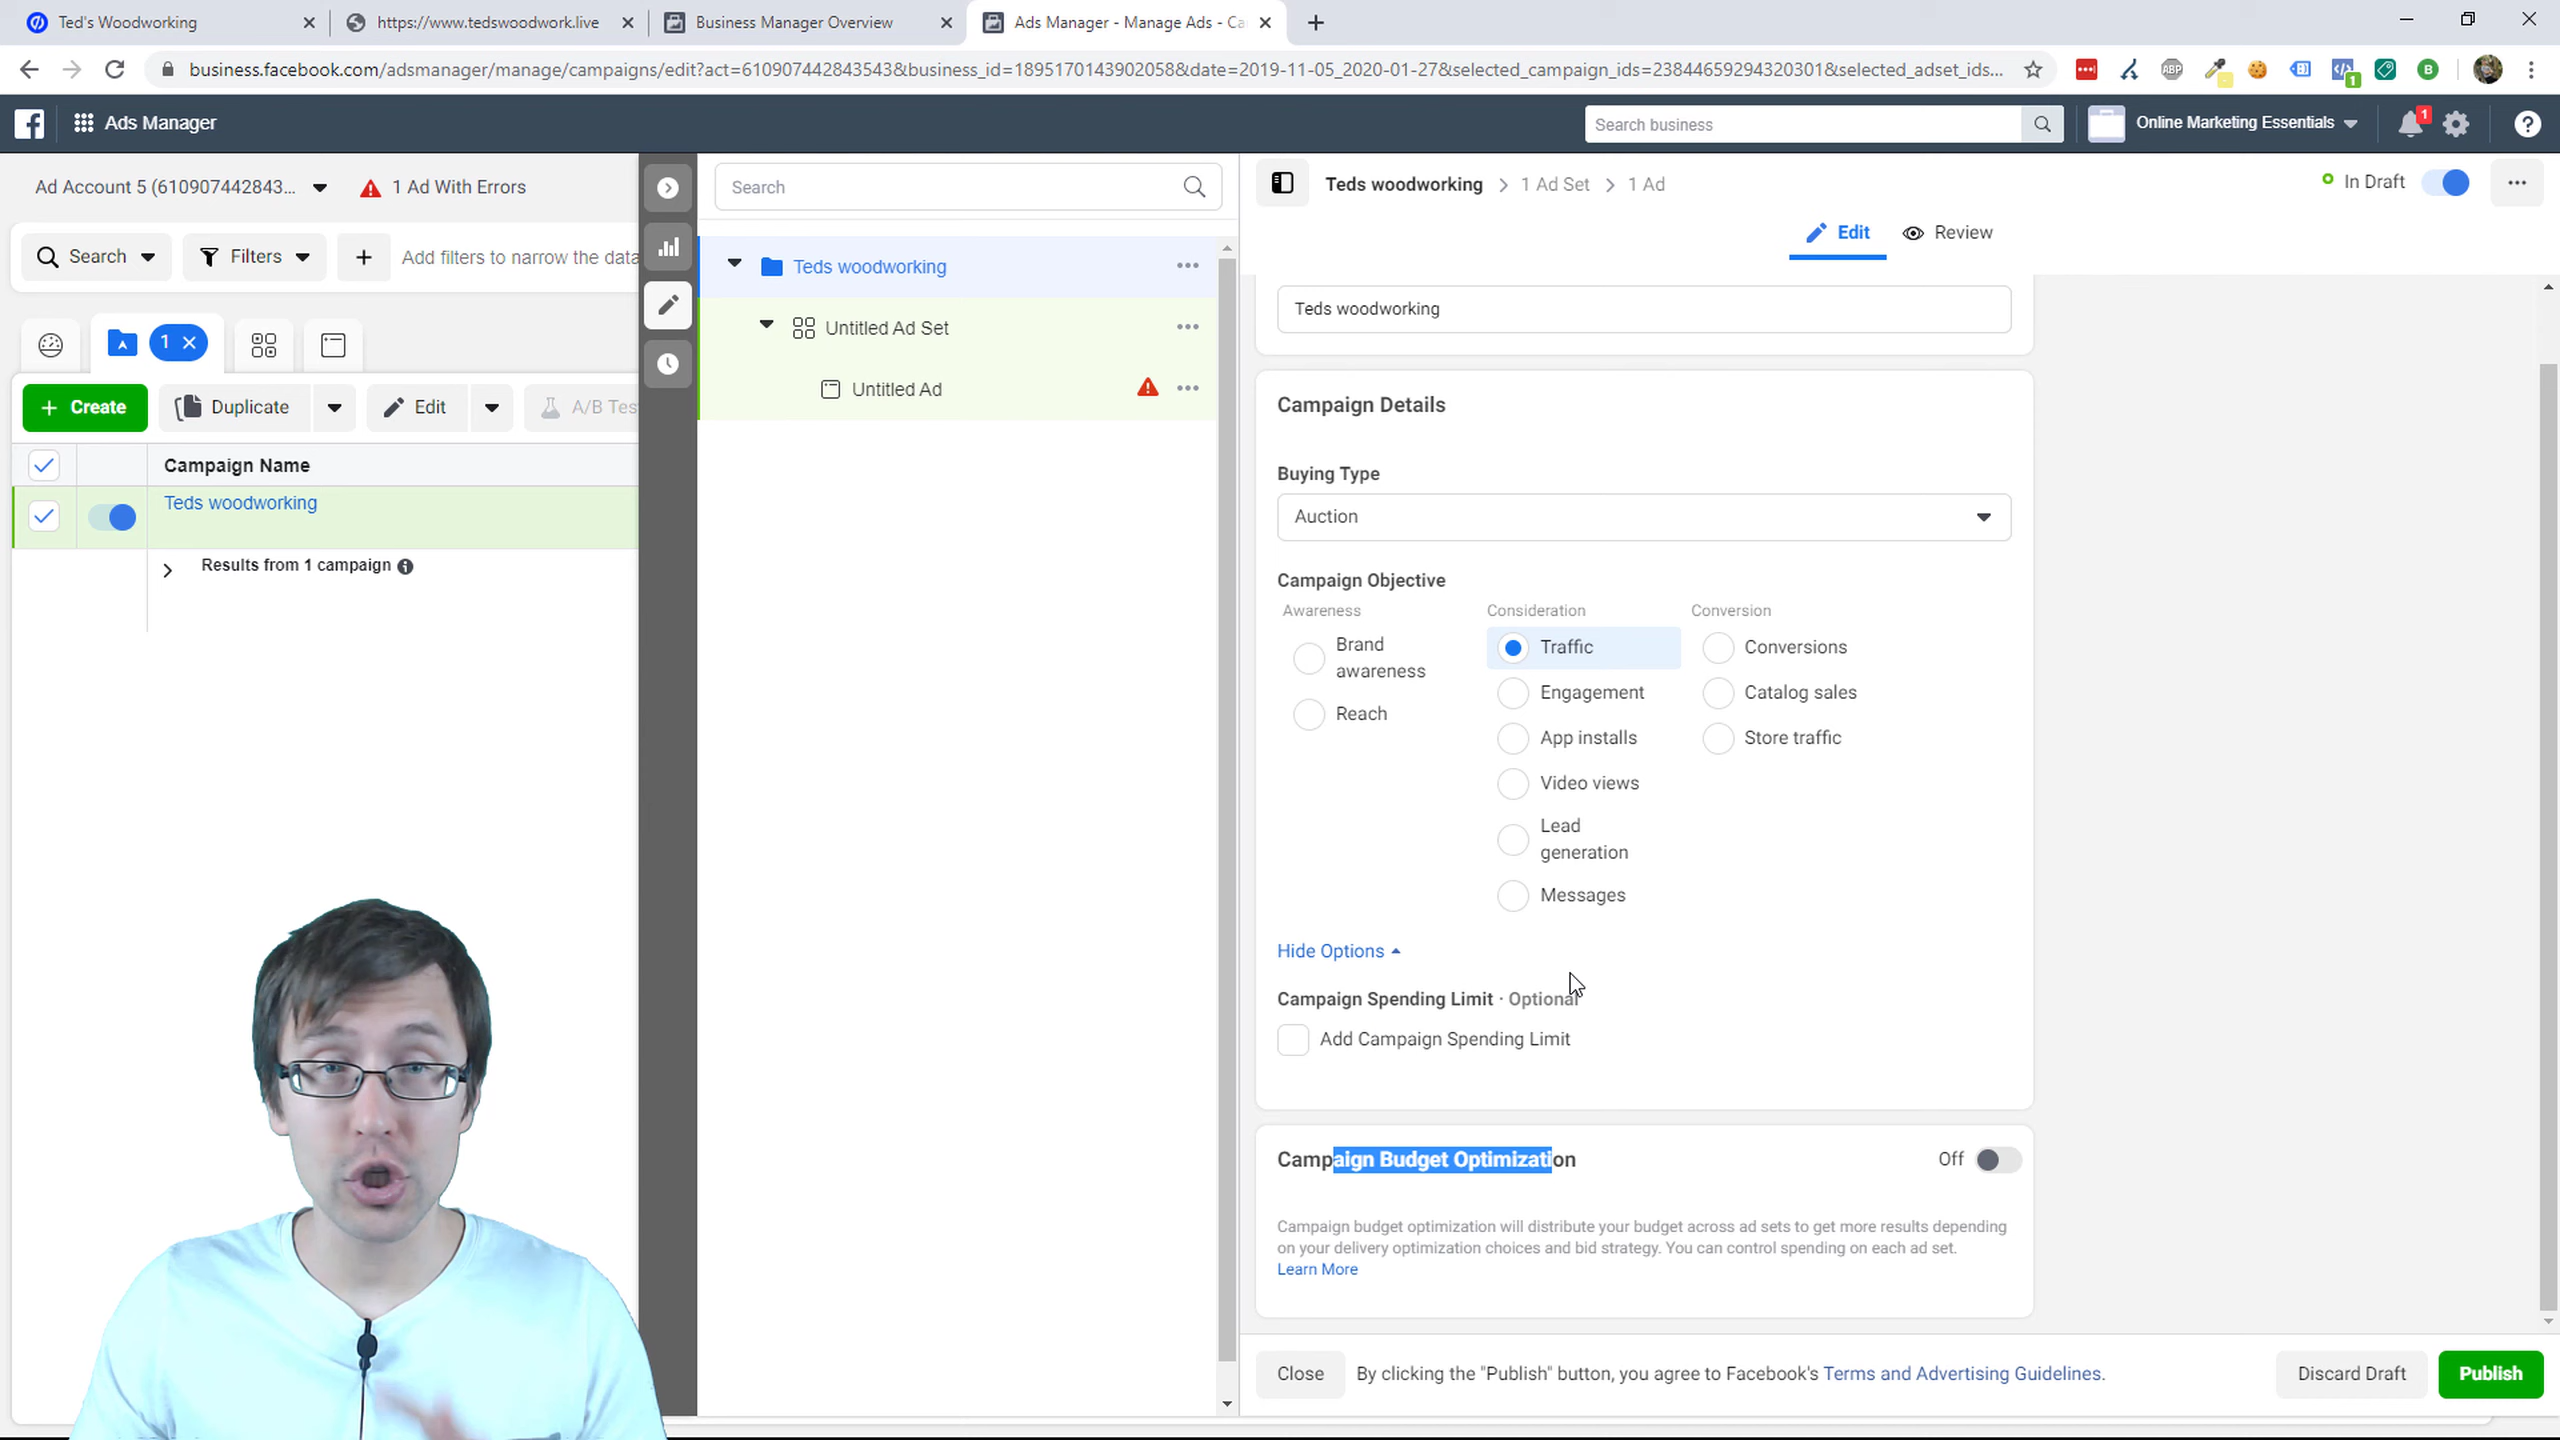 Ted's Woodworking
https://www.tedswoodwork.live
Business Manager Overview
Ads Manager - Manage Ads - Ca
business.facebook.com/adsmanager/manage/campaigns/edit?act=610907442843543&business_id=1895170143902058&date=2019-11-05_2020-01-27&selected_campaign_ids=23844659294320301&selected_adset_ids...
ABP
1
B
Ads Manager
Search business
Online Marketing Essentials
1
Ad Account 5 (610907442843...
1 Ad With Errors
Search
Filters
Add filters to narrow the data
1
Create
Duplicate
Edit
A/B Tes
Campaign Name
Teds woodworking
Results from 1 campaign
Search
Teds woodworking
Untitled Ad Set
Untitled Ad
Teds woodworking > 1 Ad Set > 1 Ad
In Draft
Edit
Review
Teds woodworking
Campaign Details
Buying Type
Auction
Campaign Objective
Awareness
Brand
awareness
Reach
Consideration
Traffic
Engagement
App installs
Video views
Lead
generation
Messages
Conversion
Conversions
Catalog sales
Store traffic
Hide Options
Campaign Spending Limit · Optional
Add Campaign Spending Limit
Campaign Budget Optimization
Off
Campaign budget optimization will distribute your budget across ad sets to get more results depending
on your delivery optimization choices and bid strategy. You can control spending on each ad set.
Learn More
Close
By clicking the "Publish" button, you agree to Facebook's Terms and Advertising Guidelines.
Discard Draft
Publish